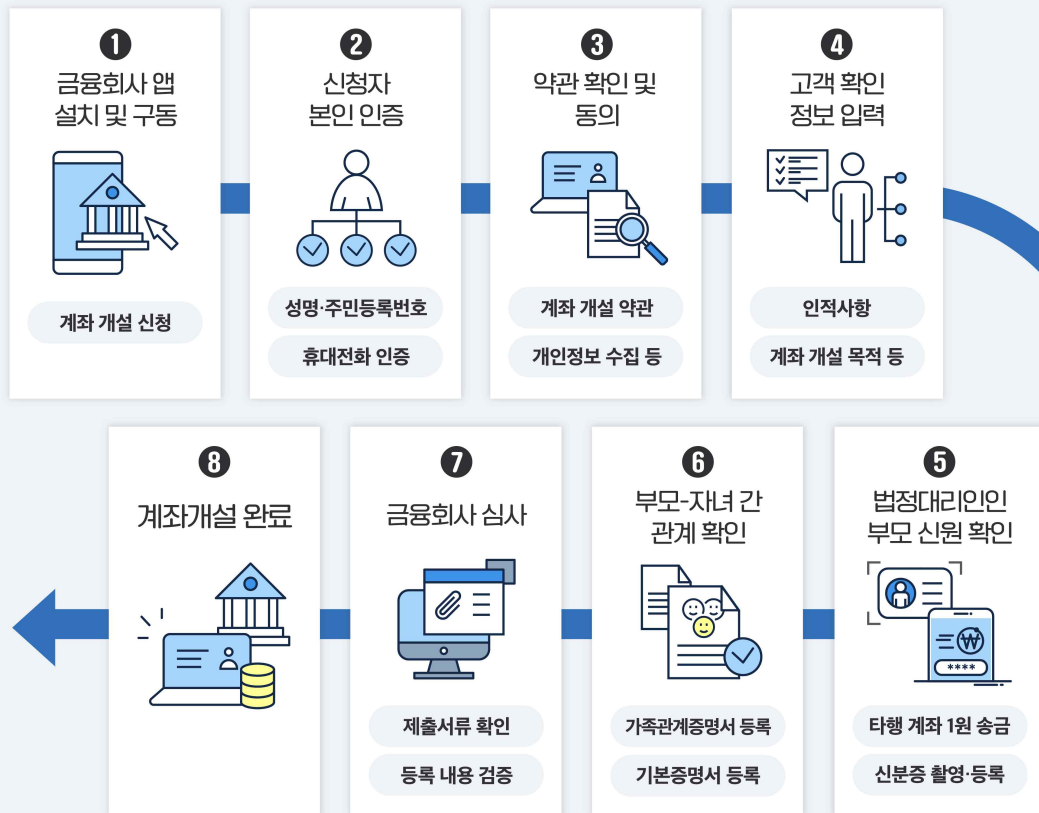 1
금융회사 앱
설치 및 구동
계좌 개설 신청
2
신청자
본인 인증
성명·주민등록번호
휴대전화 인증
3
약관 확인 및
동의
계좌 개설 약관
개인정보 수집 등
4
고객 확인
정보 입력
인적사항
계좌 개설 목적 등
5
법정대리인인
부모 신원 확인
₩
****
타행 계좌 1원 송금
신분증 촬영·등록
6
부모-자녀 간
관계 확인
가족관계증명서 등록
기본증명서 등록
7
금융회사 심사
제출서류 확인
등록 내용 검증
8
계좌개설 완료